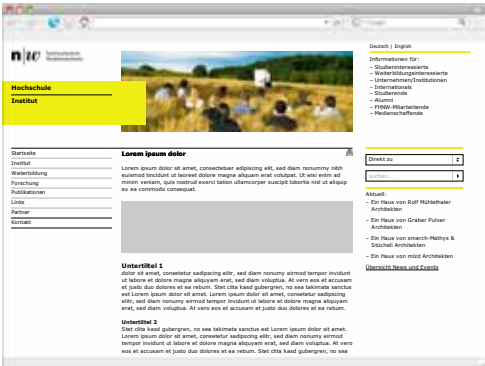 Deutsch | English
n|w Fachhochschule
Nordwestschweiz
Hochschule
Institut
Informationen für:
– Studieninteressierte
– Weiterbildungsinteressierte
– Unternehmen/Institutionen
– Internationals
– Studierende
– Alumni
– FHNW-Mitarbeitende
– Medienschaffende
Startseite
Institut
Weiterbildung
Forschung
Publikationen
Links
Partner
Kontakt
Lorem ipsum dolor
Lorem ipsum dolor sit amet, consectetuer adipiscing elit, sed diam nonummy nibh
euismod tincidunt ut laoreet dolore magna aliquam erat volutpat. Ut wisi enim ad
minim veniam, quis nostrud exerci tation ullamcorper suscipit lobortis nisl ut aliquip
ex ea commodo consequat.
Untertitel 1
dolor sit amet, consetetur sadipscing elitr, sed diam nonumy eirmod tempor invidunt
ut labore et dolore magna aliquyam erat, sed diam voluptua. At vero eos et accusam
et justo duo dolores et ea rebum. Stet clita kasd gubergren, no sea takimata sanctus
est Lorem ipsum dolor sit amet. Lorem ipsum dolor sit amet, consetetur sadipscing
elitr, sed diam nonumy eirmod tempor invidunt ut labore et dolore magna aliquyam
erat, sed diam voluptua. At vero eos et accusam et justo duo dolores et ea rebum.
Untertitel 2
Stet clita kasd gubergren, no sea takimata sanctus est Lorem ipsum dolor sit amet.
Lorem ipsum dolor sit amet, consetetur sadipscing elitr, sed diam nonumy eirmod
tempor invidunt ut labore et dolore magna aliquyam erat, sed diam voluptua. At vero
eos et accusam et justo duo dolores et ea rebum. Stet clita kasd gubergren, no sea
Direkt zu
suchen ...
Aktuell:
– Ein Haus von Rolf Mühlethaler
Architekten
– Ein Haus von Graber Pulver
Architekten
– Ein Haus von smarch-Mathys &
Stücheli Architekten
– Ein Haus von mlzd Architekten
Übersicht News und Events